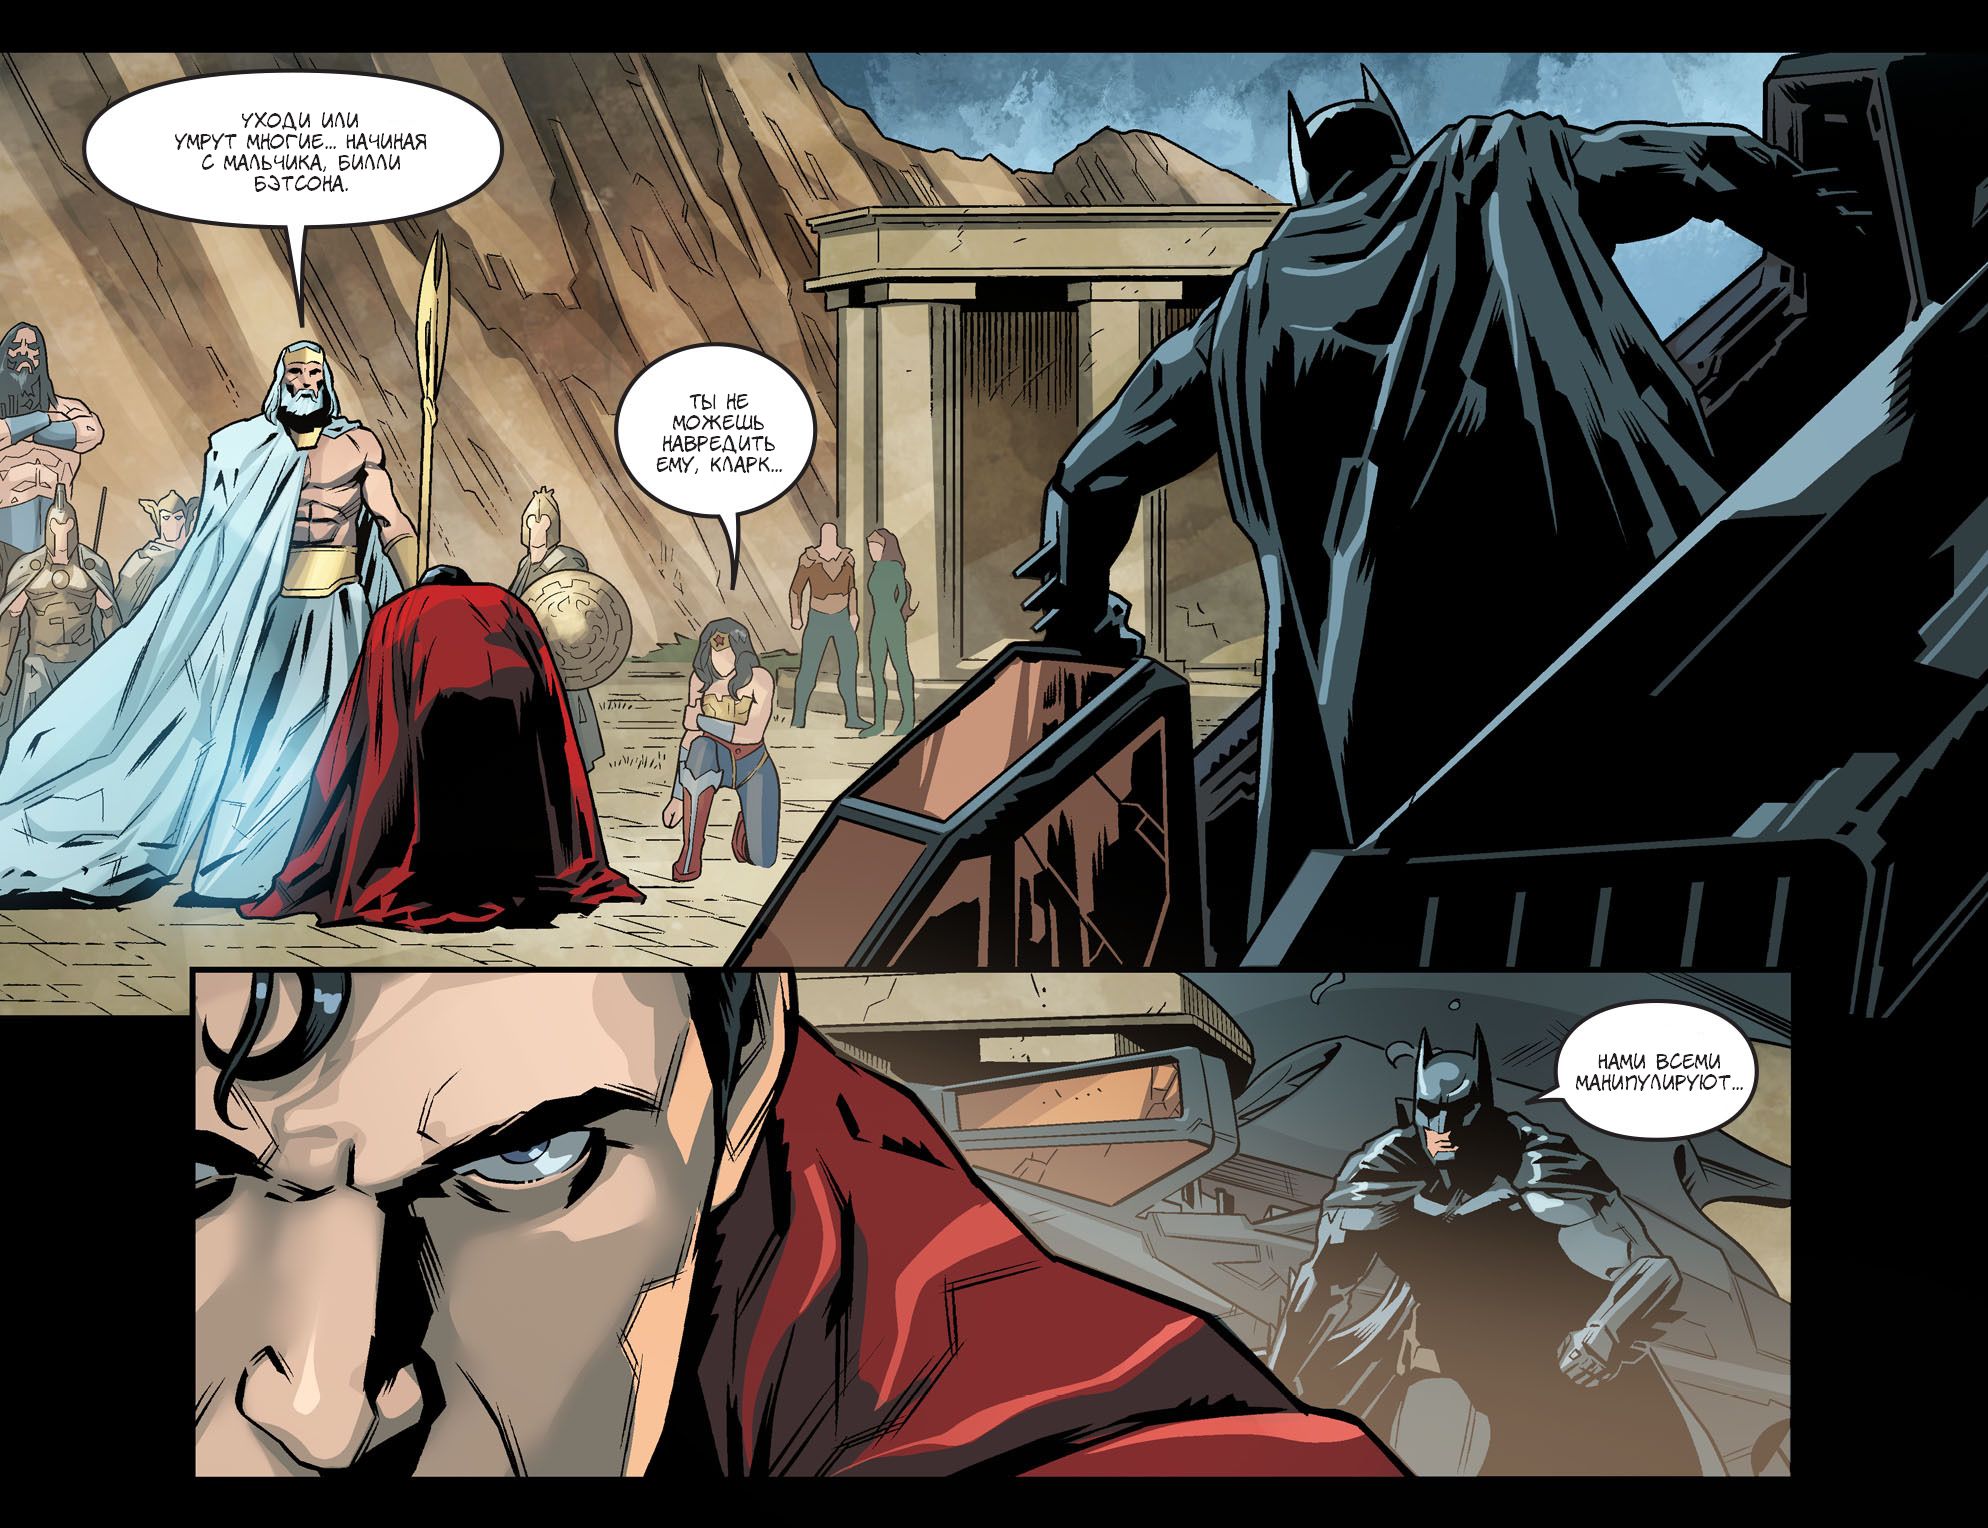 УХОДИ ИЛИ
УМРУТ МНОГИЕ... НАЧИНАЯ
С МАЛЬЧИКА, БИЛЛИ
БЭТСОНА.
ТЫ НЕ
МОЖЕШЬ
НАВРЕДИТЬ
ЕМУ, КЛАРК...
НАМИ ВСЕМИ
МАНИПУЛИРУЮТ...